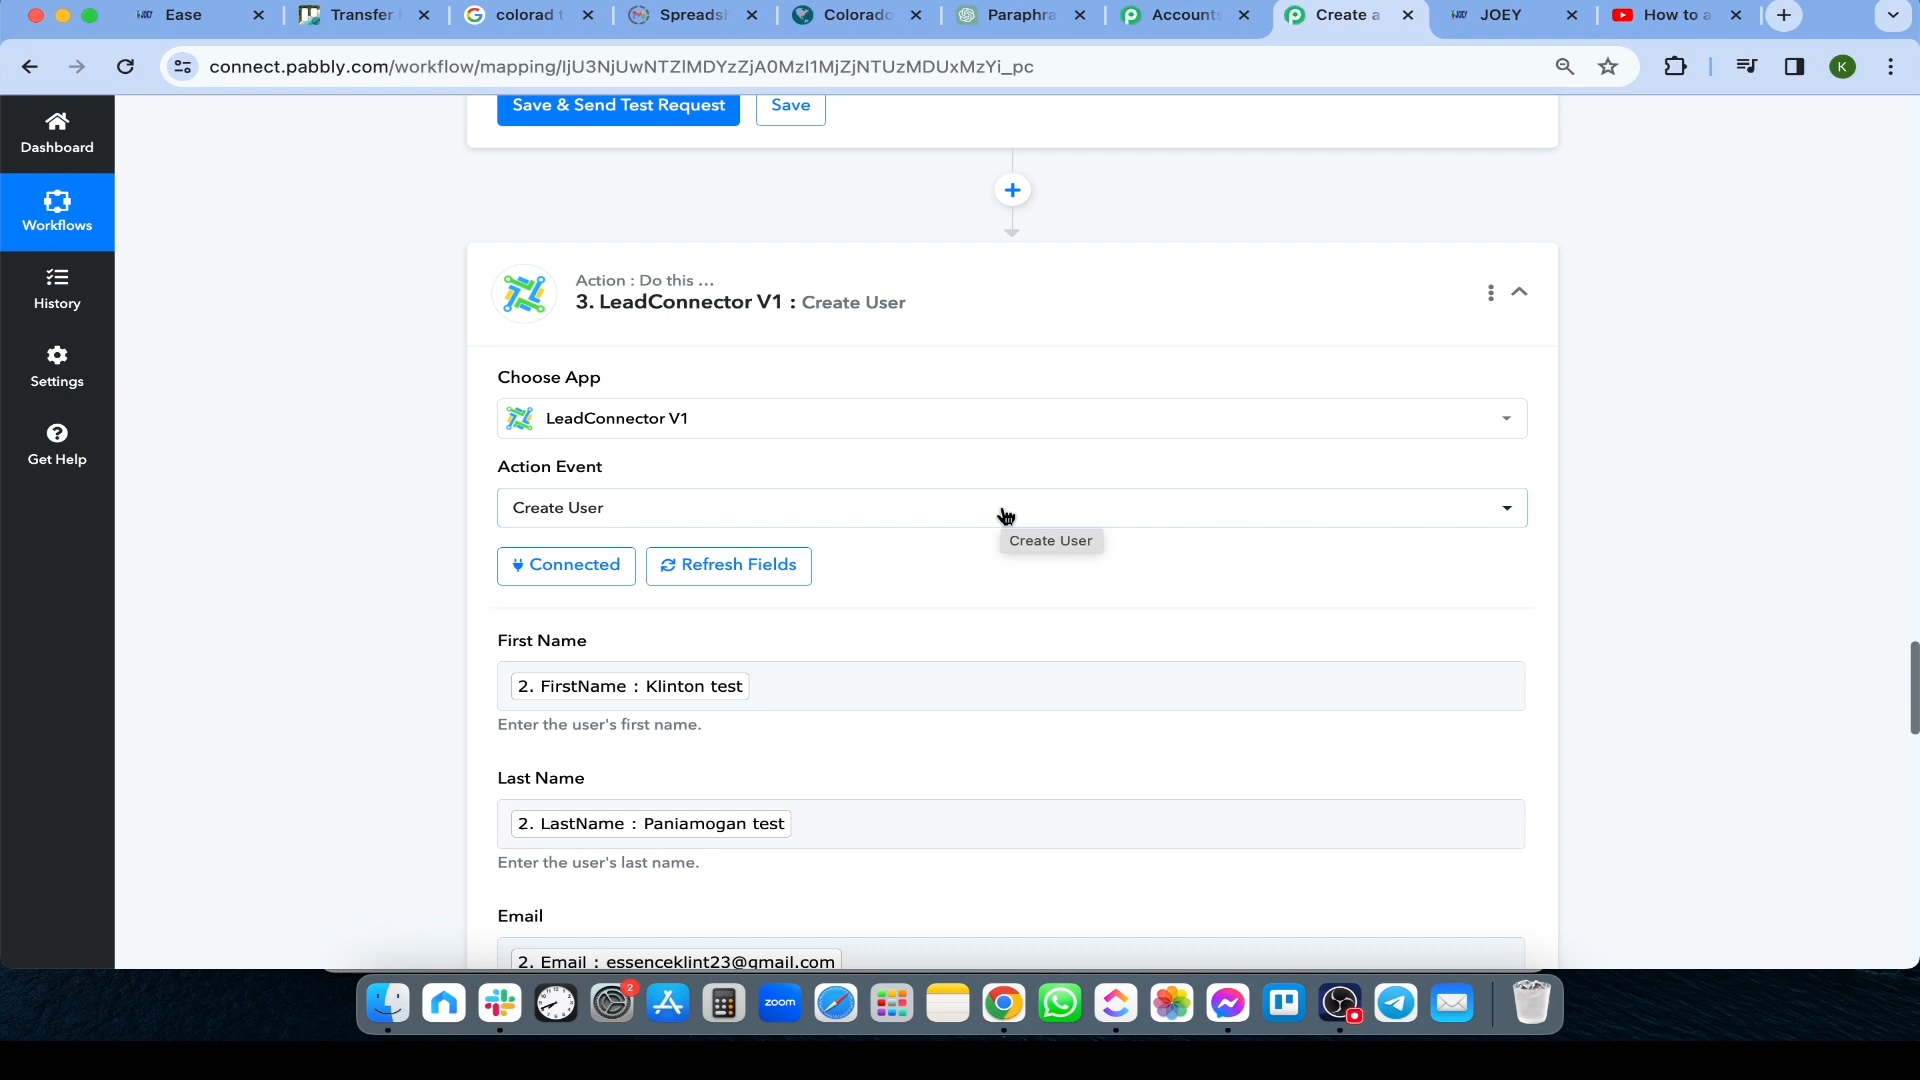 Ease
Transfer
colorad t
Spreads
Colorado
Paraphra
Account
Create a
JOEY
How to a
connect.pabbly.com/workflow/mapping/IjU3NjUwNTZlMDYzZjA0MzI1MjZjNTUzMDUxMzYi_pc
K
Dashboard
Workflows
History
Settings
Get Help
Save & Send Test Request
Save
Action : Do this ...
3. LeadConnector V1 : Create User
Choose App
LeadConnector V1
Action Event
Create User
Create User
Connected
Refresh Fields
First Name
2. FirstName : Klinton test
Enter the user's first name.
Last Name
2. LastName : Paniamogan test
Enter the user's last name.
Email
2. Email : essenceklint23@gmail.com
2
zoom